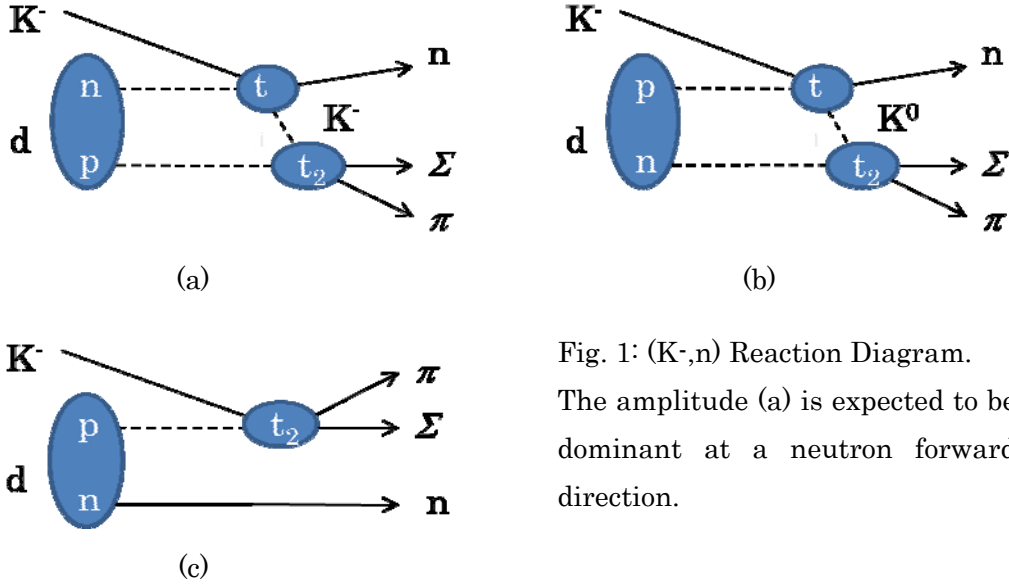 K- n
n t
K-
d
p t2 Σ
π
(a)
K- n
p t
K0
d
n t2 Σ
π
(b)
K- π
p t2 Σ
d
n n
(c)
Fig. 1: (K-,n) Reaction Diagram.
The amplitude (a) is expected to be
dominant at a neutron forward
direction.